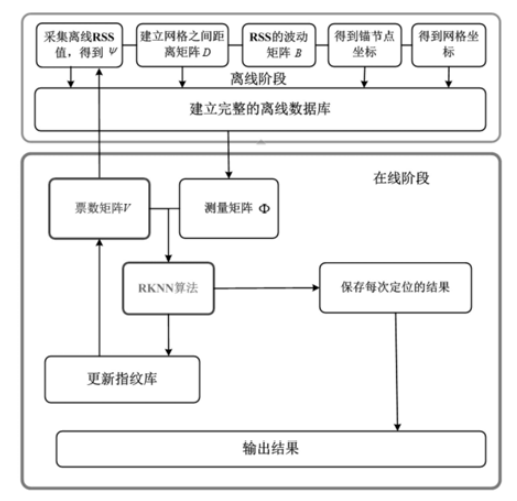 采集离线RSS
值，得到 Ψ
建立网格之间距
离矩阵 D
RSS的波动
矩阵 B
得到锚节点
坐标
得到网格坐
标
离线阶段
建立完整的离线数据库
在线阶段
票数矩阵V
测量矩阵 Φ
RKNN算法
保存每次定位的结果
更新指纹库
输出结果